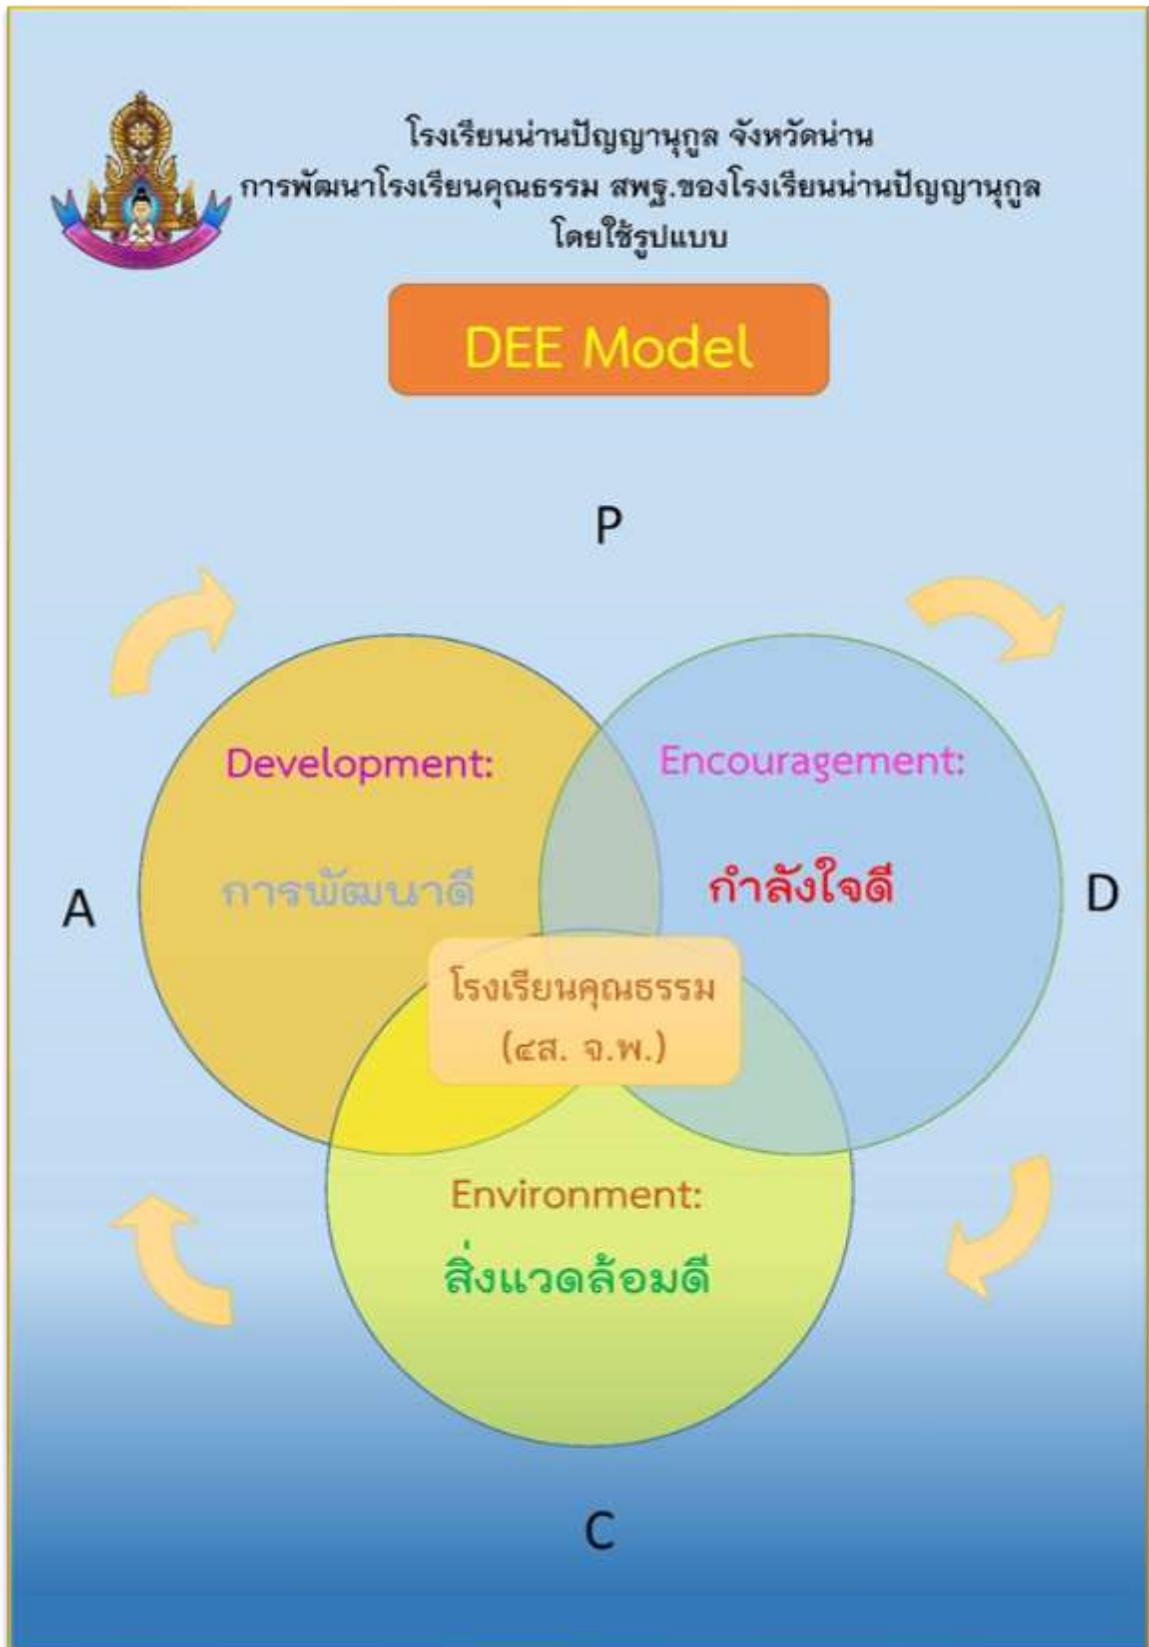 โรงเรียนน่านปัญญานุกูล จังหวัดน่าน
การพัฒนาโรงเรียนคุณธรรม สพฐ.ของโรงเรียนน่านปัญญานุกูล
โดยใช้รูปแบบ
DEE Model
P
Development:
Encouragement:
การพัฒนาดี
กำลังใจดี
A
D
โรงเรียนคุณธรรม
(๔ส. จ.พ.)
Environment:
สิ่งแวดล้อมดี
C